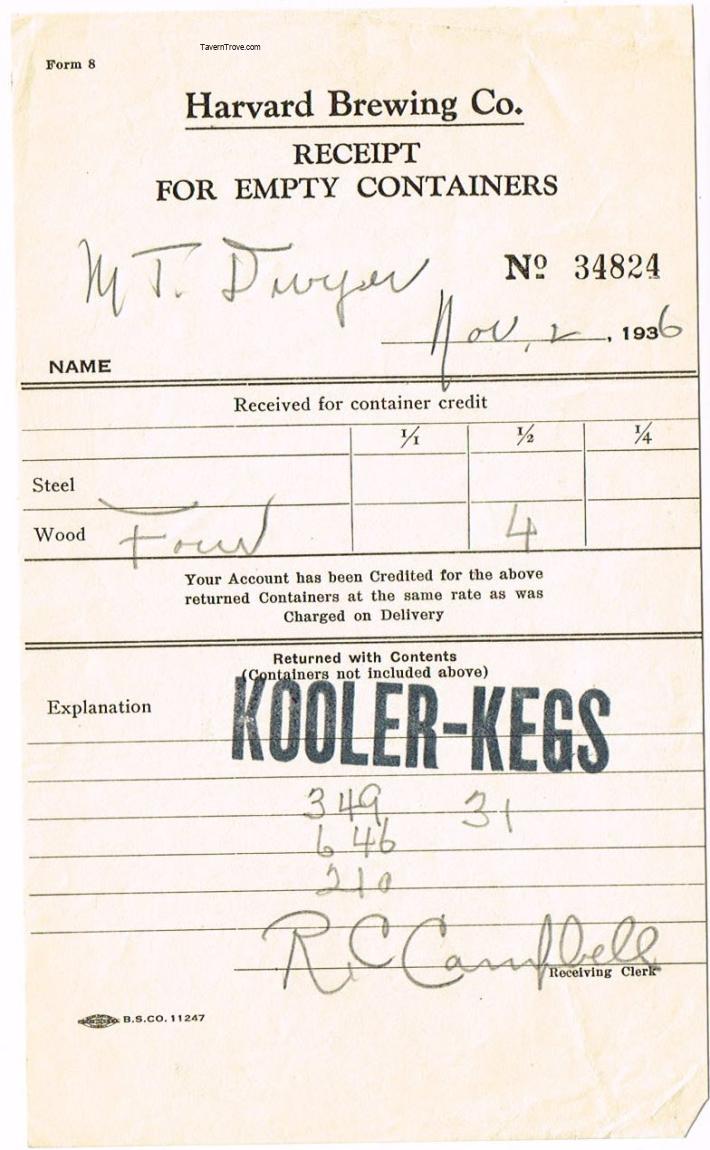 TavernTrove.com
Form 8
Harvard Brewing Co.
RECEIPT
FOR EMPTY CONTAINERS
M T. Dwyer
Nº 34824
Nov, 2, 1936
NAME
Received for container credit
1/1 1/2 1/4
Steel
Wood Four 4
Your Account has been Credited for the above
returned Containers at the same rate as was
Charged on Delivery
Returned with Contents
(Containers not included above)
Explanation
KOOLER-KEGS
349 31
646
210
R.C Campbell
Receiving Clerk
B.S.CO. 11247